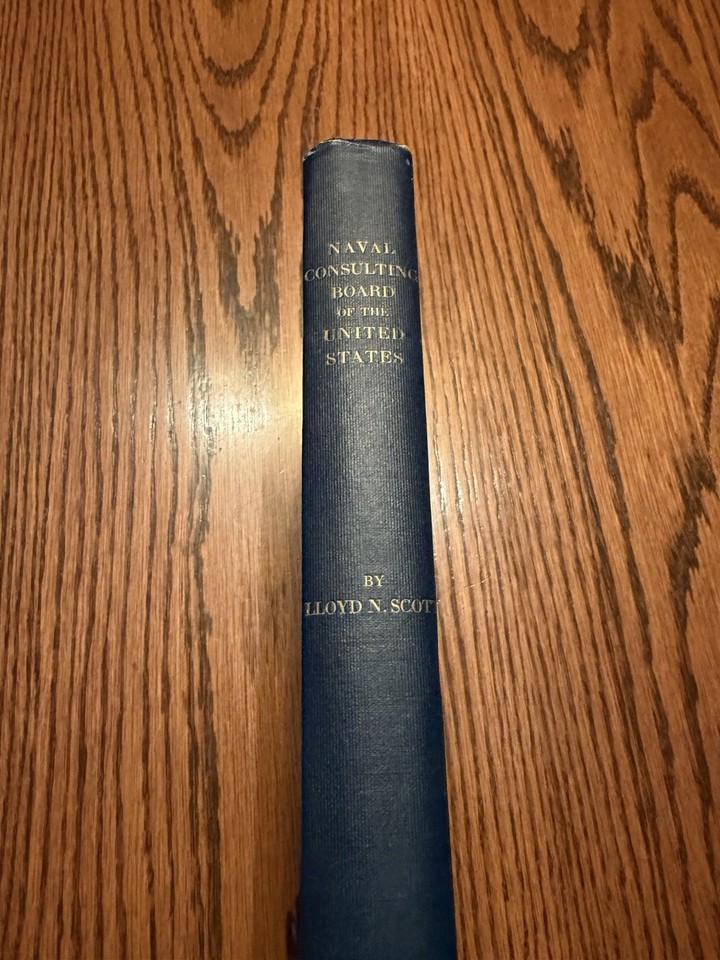 NAVAL
CONSULTING
BOARD
OF THE
UNITED
STATES
BY
LLOYD N. SCOTT